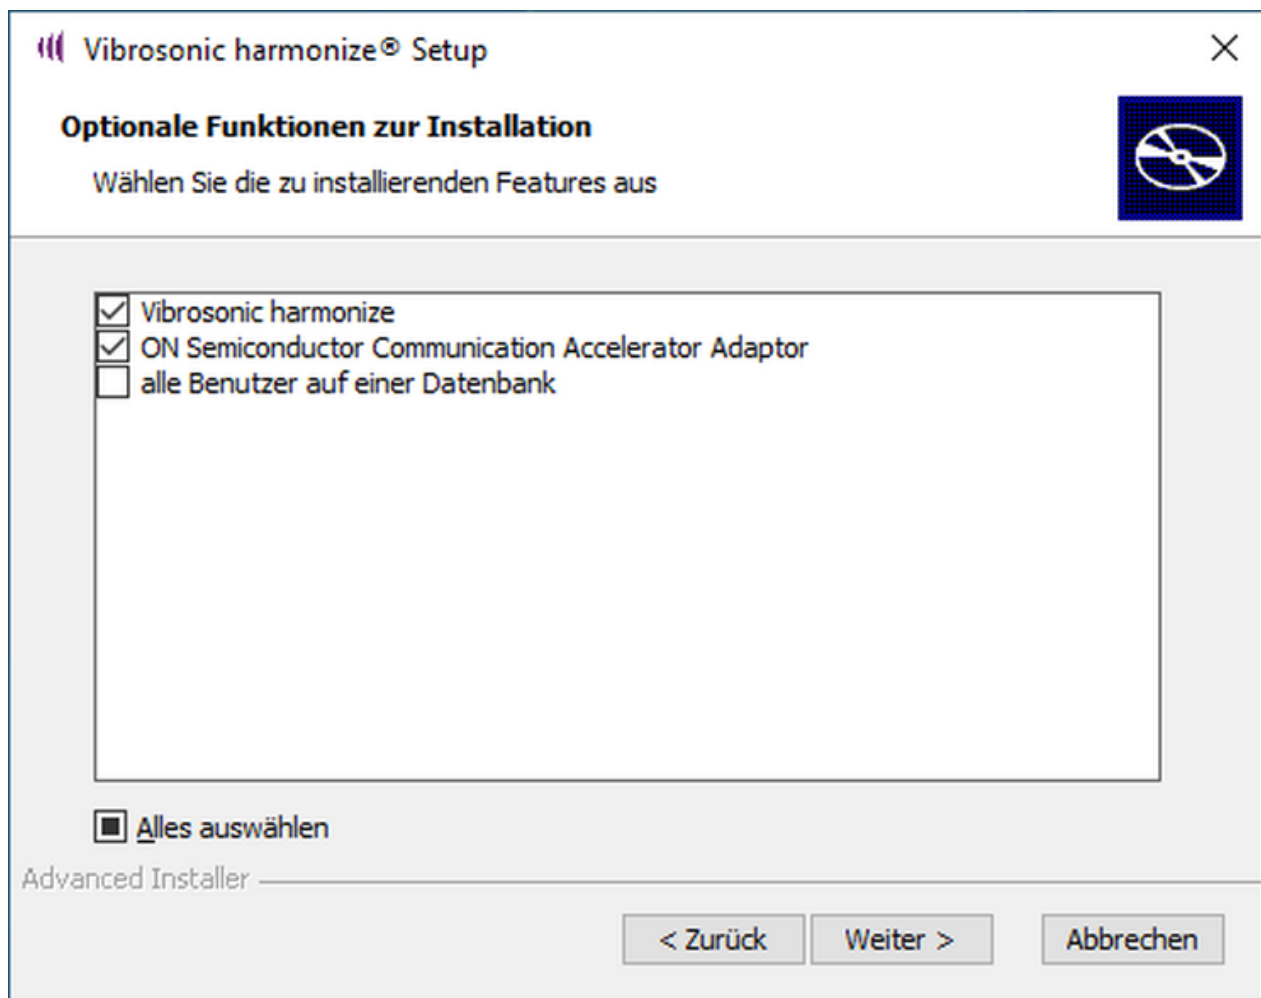 Vibrosonic harmonize® Setup
Optionale Funktionen zur Installation
Wählen Sie die zu installierenden Features aus
Vibrosonic harmonize
ON Semiconductor Communication Accelerator Adaptor
alle Benutzer auf einer Datenbank
Alles auswählen
Advanced Installer
< Zurück Weiter > Abbrechen